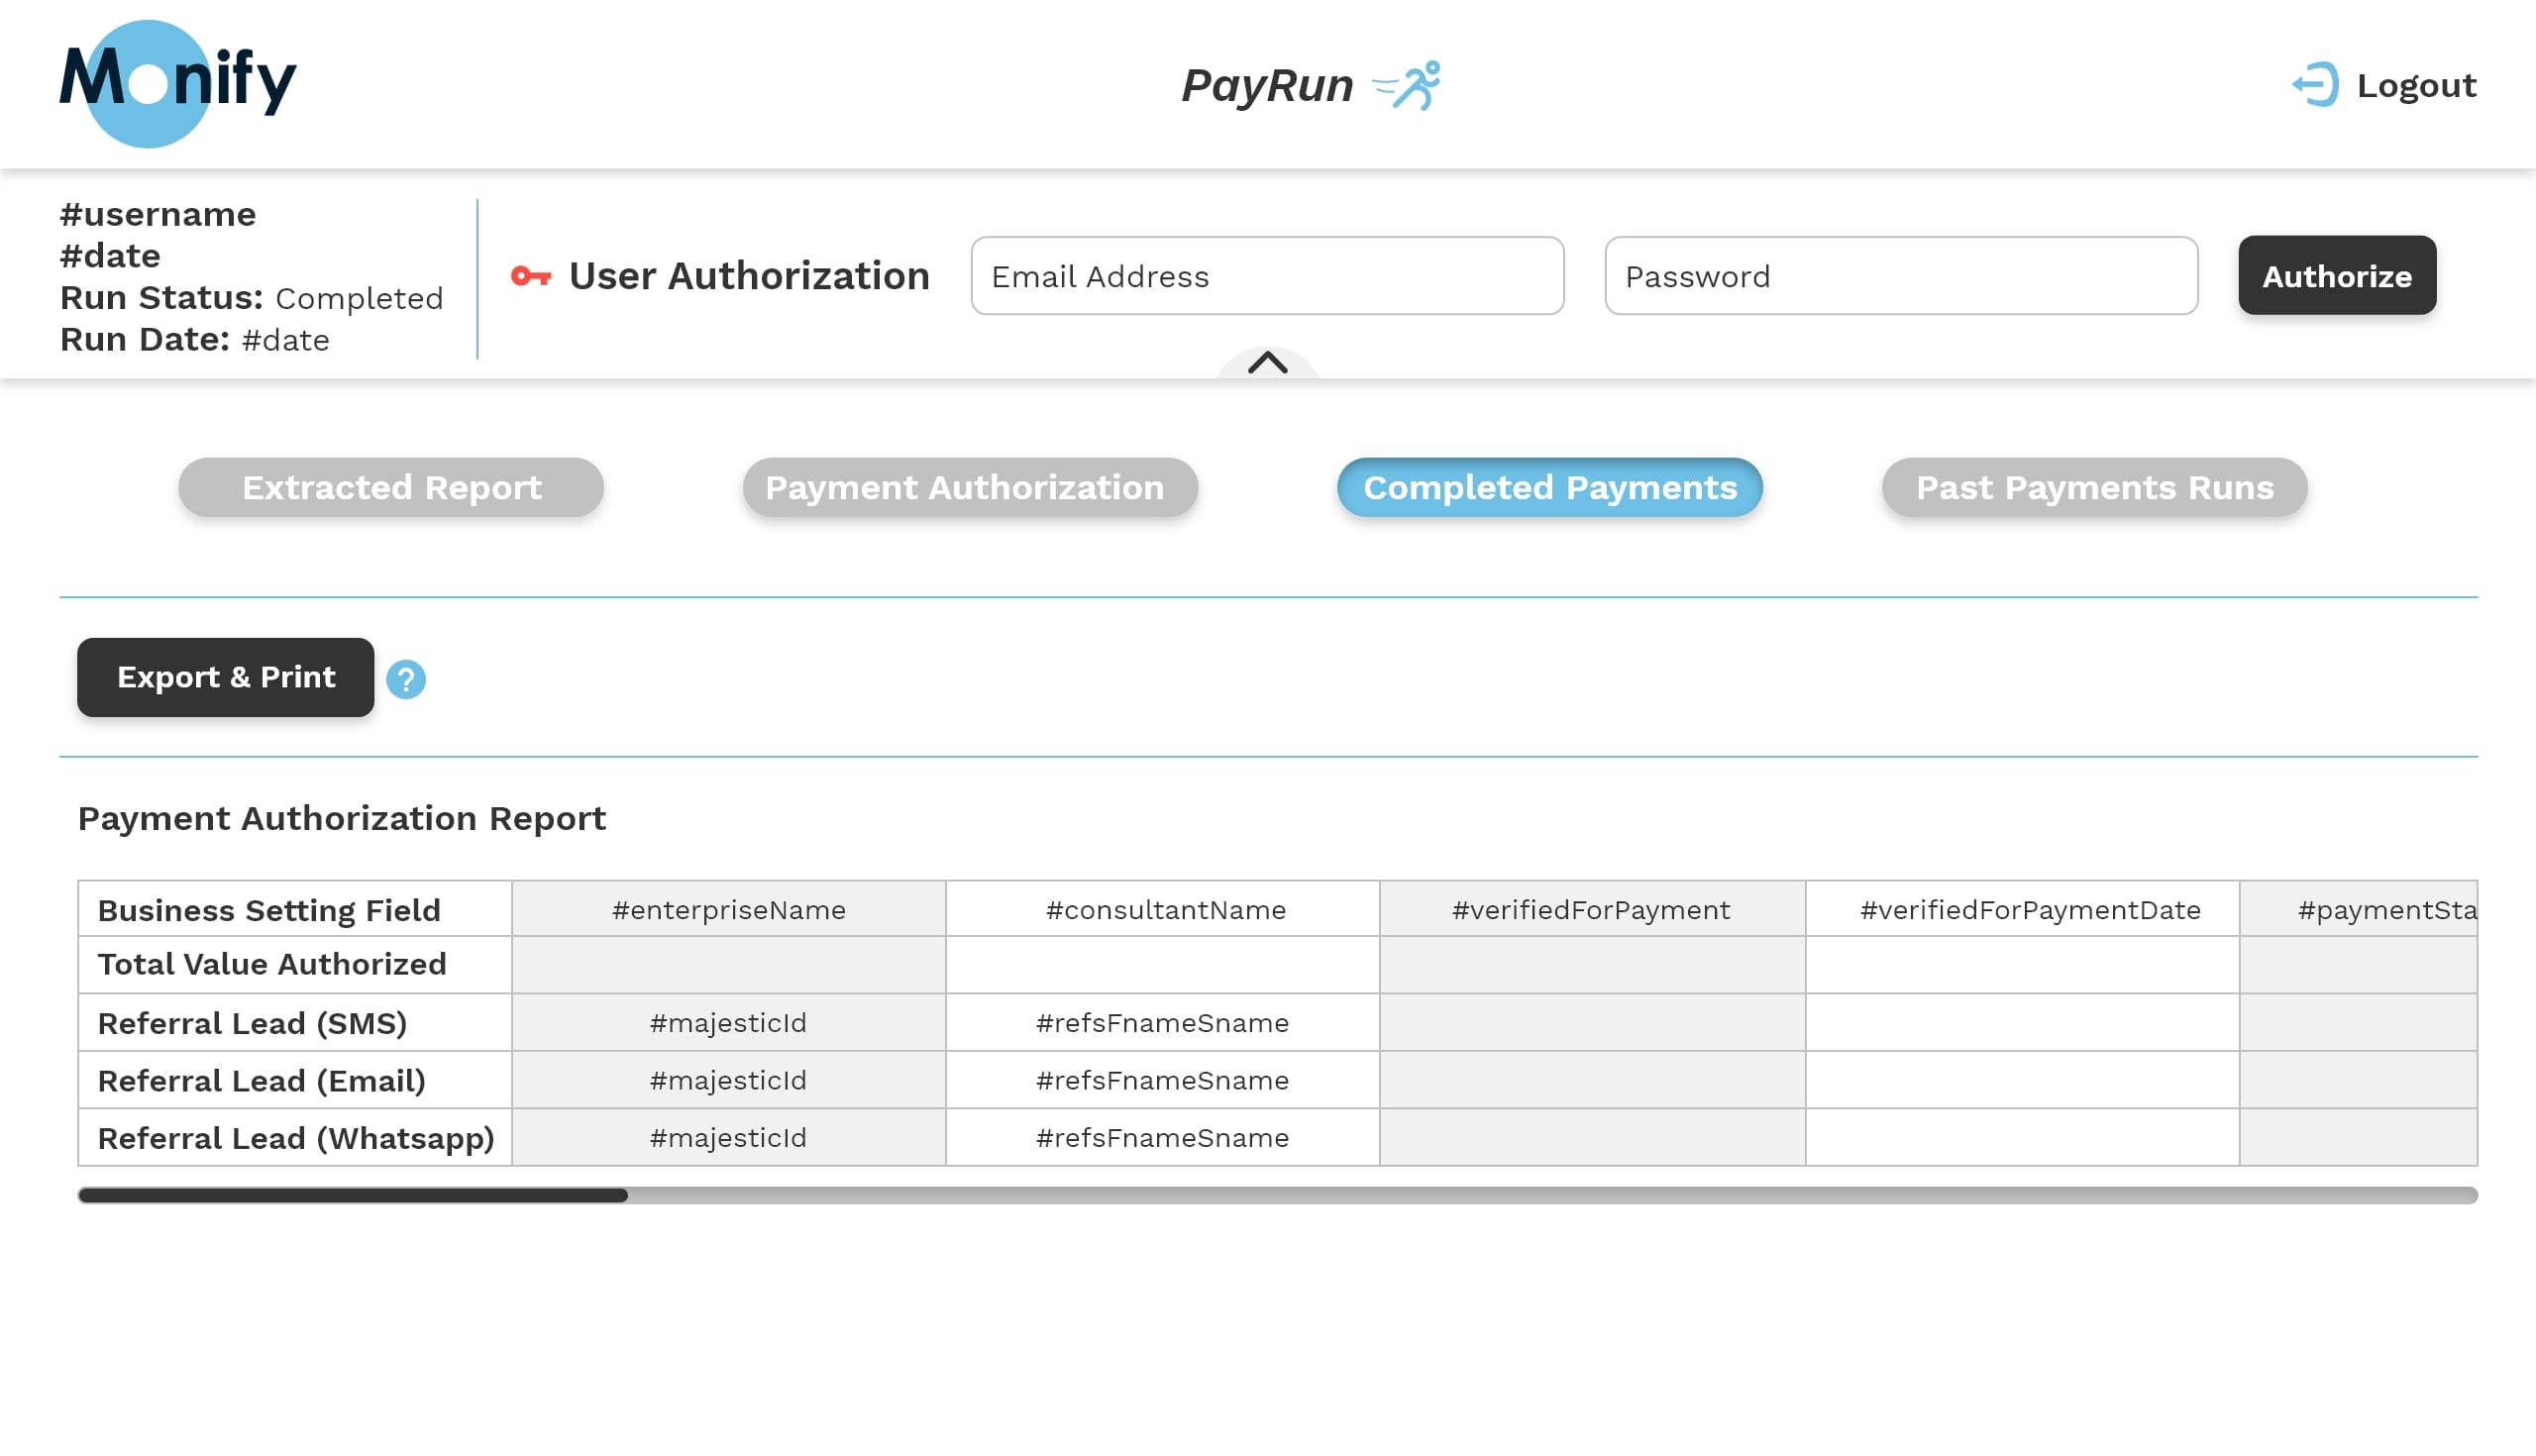 Monify
PayRun
Logout
#username
#date
Run Status: Completed
Run Date: #date
User Authorization
Email Address
Password
Authorize
Extracted Report
Payment Authorization
Completed Payments
Past Payments Runs
Export & Print
?
Payment Authorization Report
Business Setting Field #enterpriseName #consultantName #verifiedForPayment #verifiedForPaymentDate #paymentSta
Total Value Authorized
Referral Lead (SMS) #majesticId #refsFnameSname
Referral Lead (Email) #majesticId #refsFnameSname
Referral Lead (Whatsapp) #majesticId #refsFnameSname